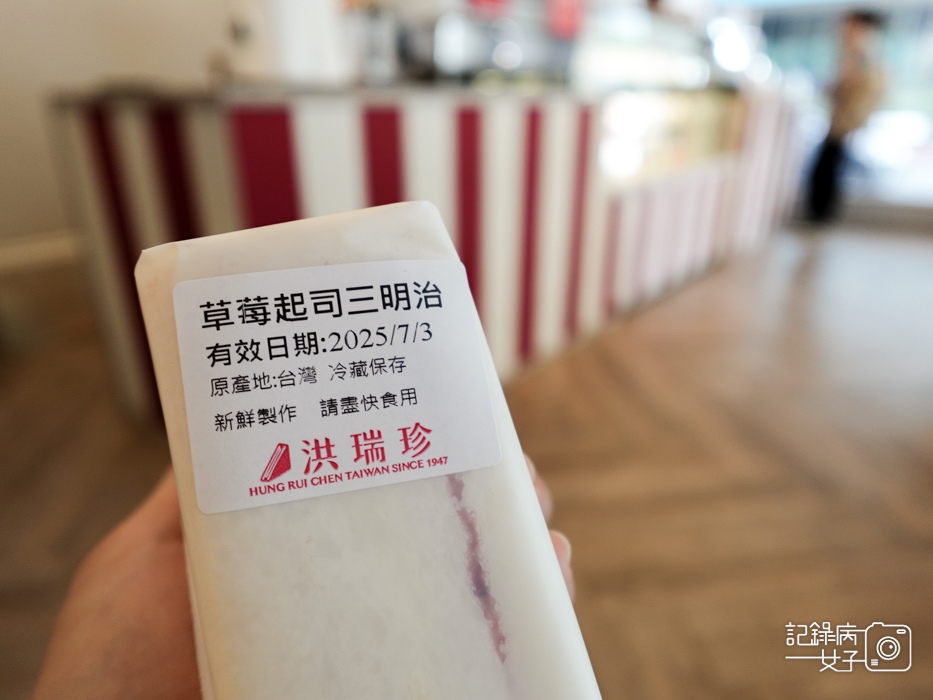 草莓起司三明治
有效日期:2025/7/3
原產地:台灣 冷藏保存
新鮮製作 請盡快食用
洪瑞珍
HUNG RUI CHEN TAIWAN SINCE 1947
記錄病
女子